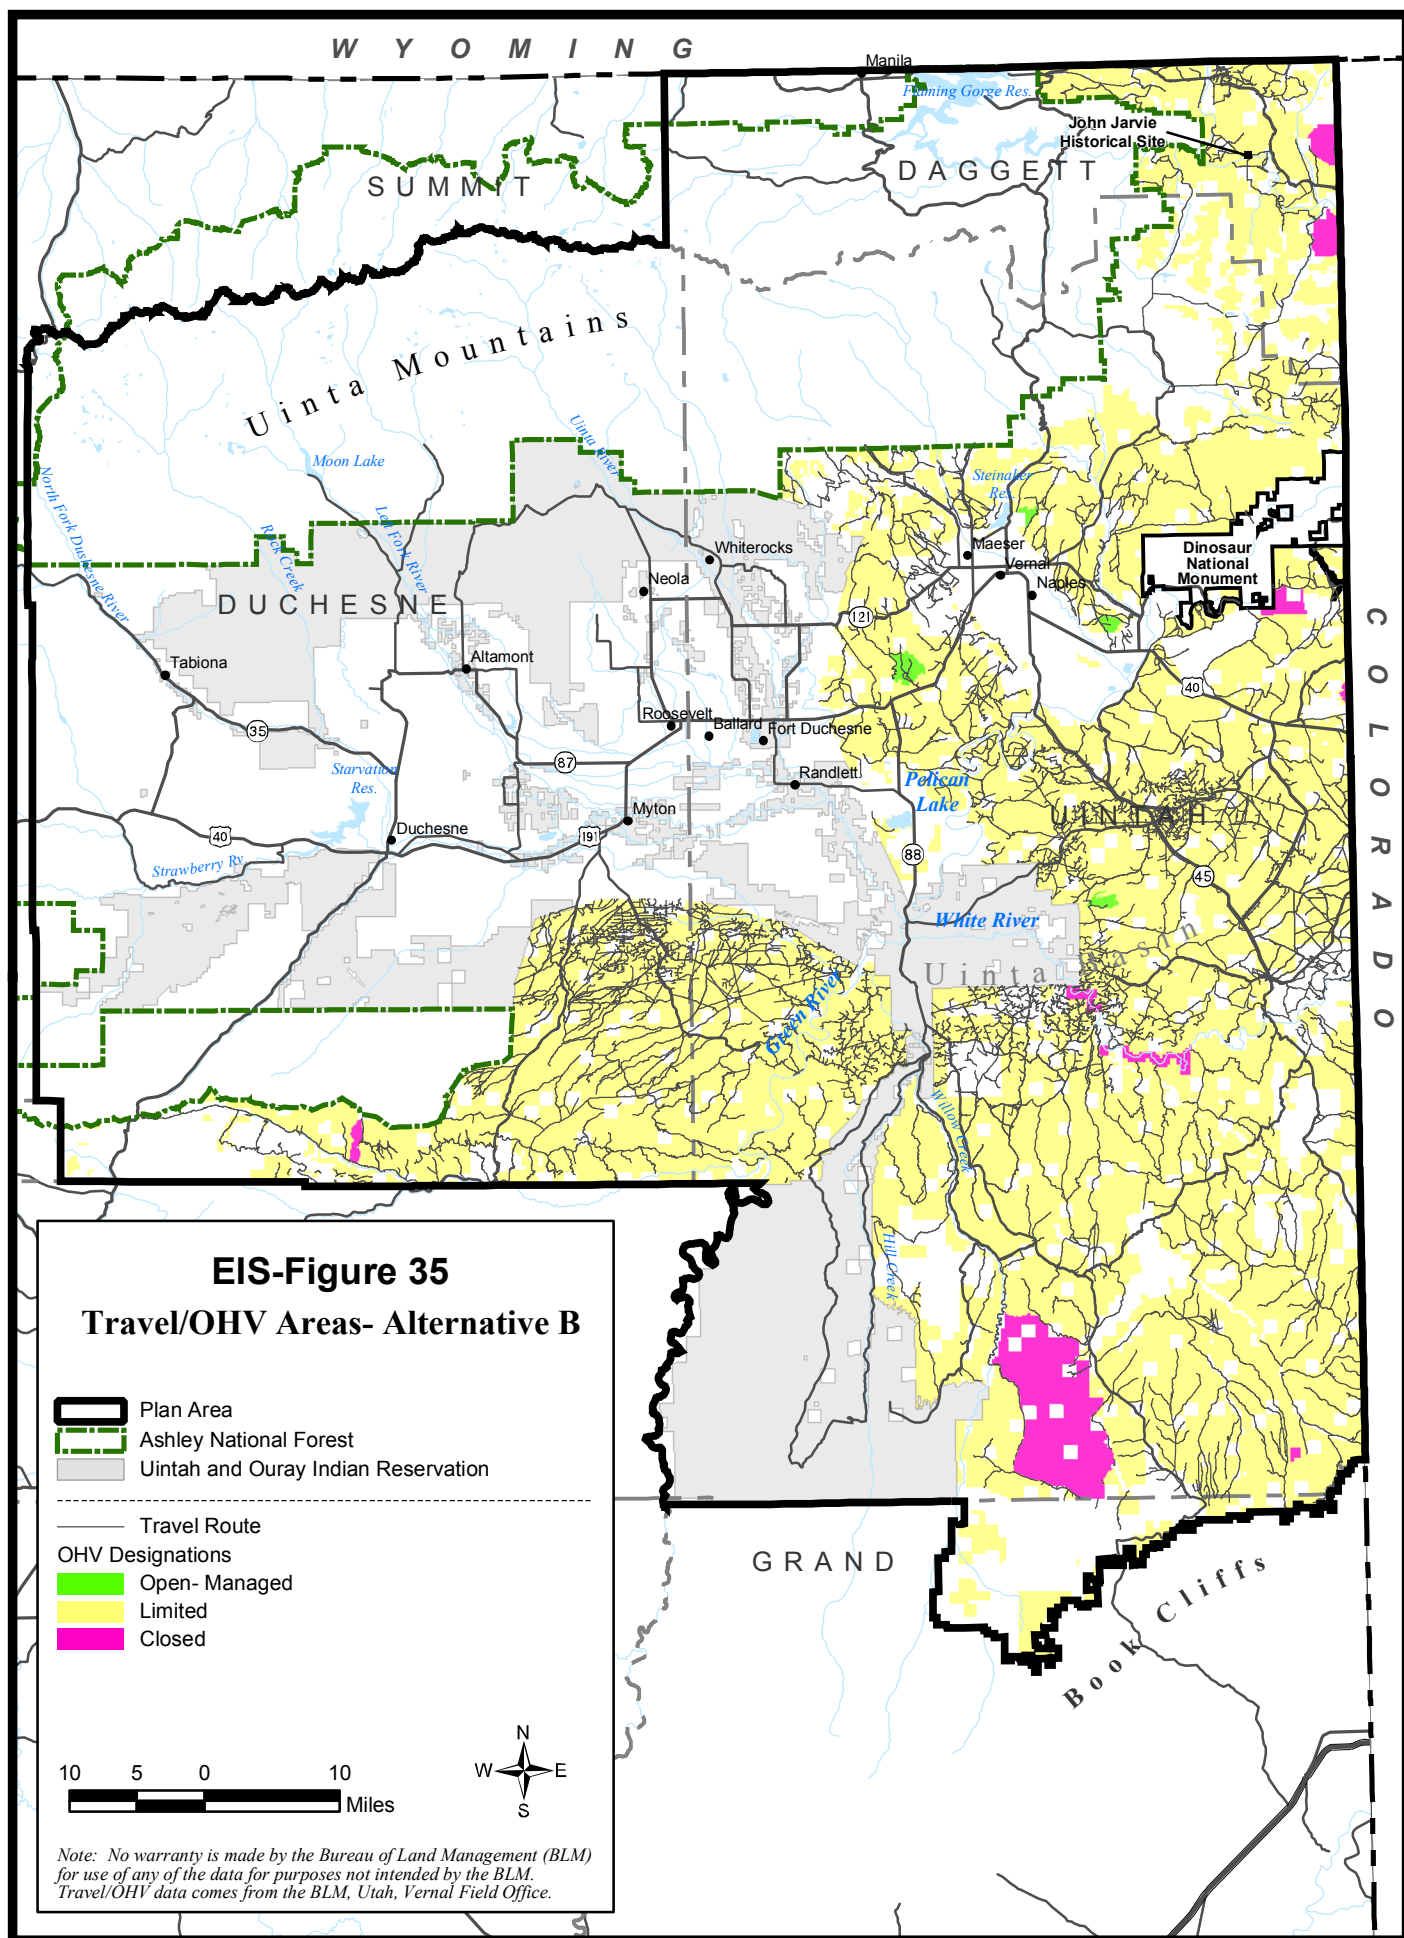 W Y O M I N G
Manila
Flaming Gorge Res.
John Jarvie
Historical Site
DAGGETT
SUMMIT
Uinta Mountains
Uinta River
Moon Lake
North Fork Duchesne River
Rock Creek
Left Fork River
Steinaker
Res.
Maeser
Vernal
Naples
Dinosaur
National
Monument
Whiterocks
Neola
DUCHESNE
121
Tabiona
Altamont
40
35
Roosevelt
Ballard
Fort Duchesne
87
Starvation
Res.
Randlett
Pelican
Lake
UINTAH
Myton
Duchesne
40
191
Strawberry Rv.
88
45
White River
Uinta Basin
Green River
COLORADO
Willow Creek
Hill Creek
GRAND
Book Cliffs
EIS-Figure 35
Travel/OHV Areas- Alternative B
Plan Area
Ashley National Forest
Uintah and Ouray Indian Reservation
Travel Route
OHV Designations
Open- Managed
Limited
Closed
N
W E
S
10 5 0 10
Miles
Note: No warranty is made by the Bureau of Land Management (BLM)
for use of any of the data for purposes not intended by the BLM.
Travel/OHV data comes from the BLM, Utah, Vernal Field Office.